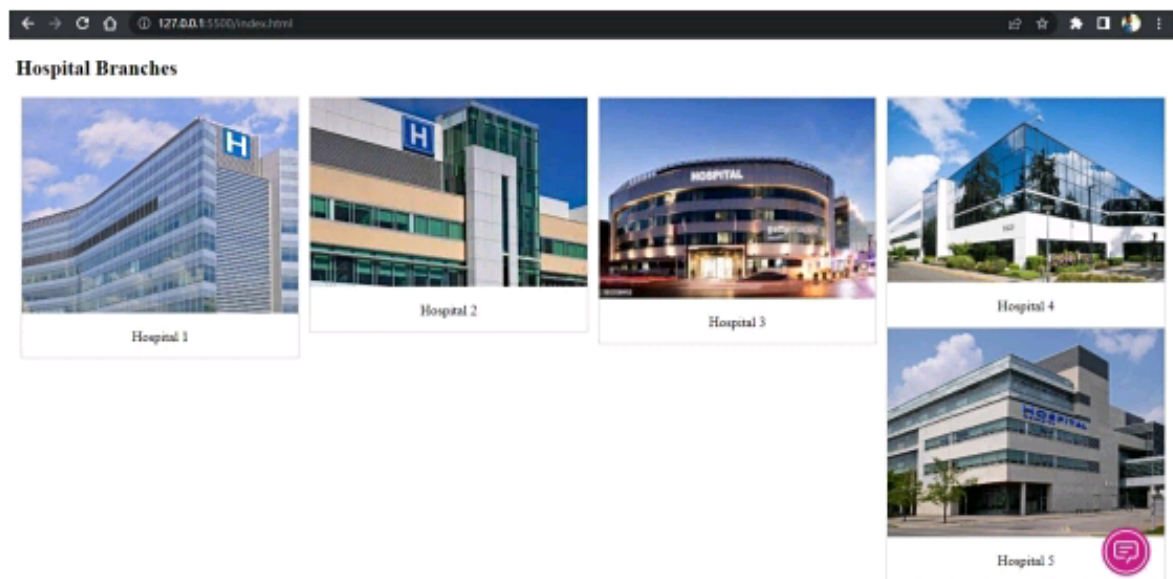 127.0.0.1:5500/index.html
Hospital Branches
H
H
HOSPITAL
Hospital 1
Hospital 2
Hospital 3
Hospital 4
HOSPITAL
Hospital 5